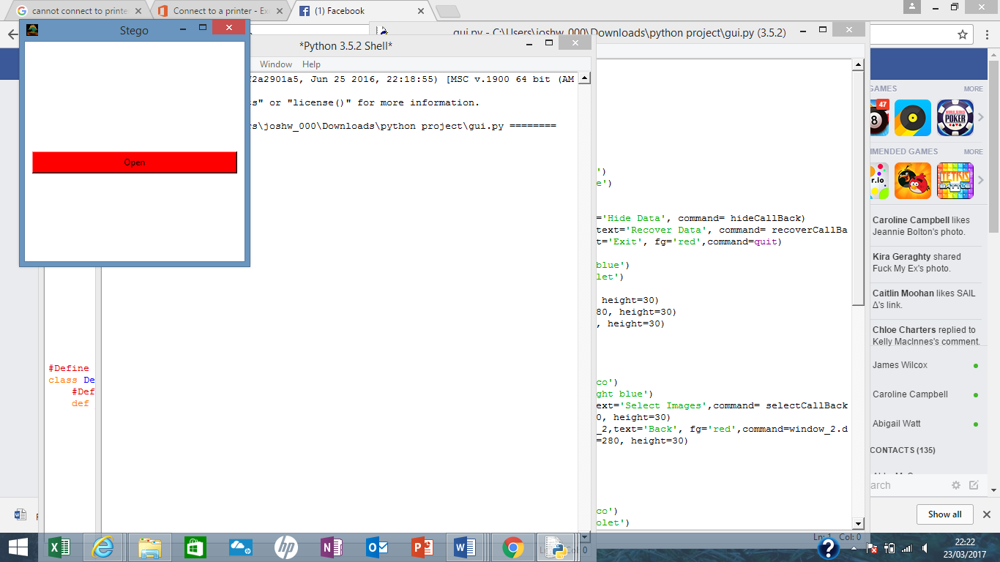 cannot connect to printe
Connect to a printer - Ex
(1) Facebook
Stego
gui.py - C:\Users\joshw_000\Downloads\python project\gui.py (3.5.2)
*Python 3.5.2 Shell*
Window Help
f2a2901a5, Jun 25 2016, 22:18:55) [MSC v.1900 64 bit (AM
s" or "license()" for more information.
rs\joshw_000\Downloads\python project\gui.py ========
Open
')
e')
='Hide Data', command= hideCallBack)
text='Recover Data', command= recoverCallBa
t='Exit', fg='red',command=quit)
blue')
let')
, height=30)
80, height=30)
, height=30)
#Define
class De
#Def
def
co')
ght blue')
ext='Select Images',command= selectCallBack
0, height=30)
_2,text='Back', fg='red',command=window_2.d
=280, height=30)
co')
olet')
Ln: 1 Col: 0
GAMES MORE
47
8
WORLD SERIES
POKER
MMENDED GAMES MORE
r.io
TETRIS
BATTLE
Caroline Campbell likes
Jeannie Bolton's photo.
Kira Geraghty shared
Fuck My Ex's photo.
Caitlin Moohan likes SAIL
Δ's link.
Chloe Charters replied to
Kelly MacInnes's comment.
James Wilcox
Caroline Campbell
Abigail Watt
CONTACTS (135)
arch
Show all
22:22
23/03/2017